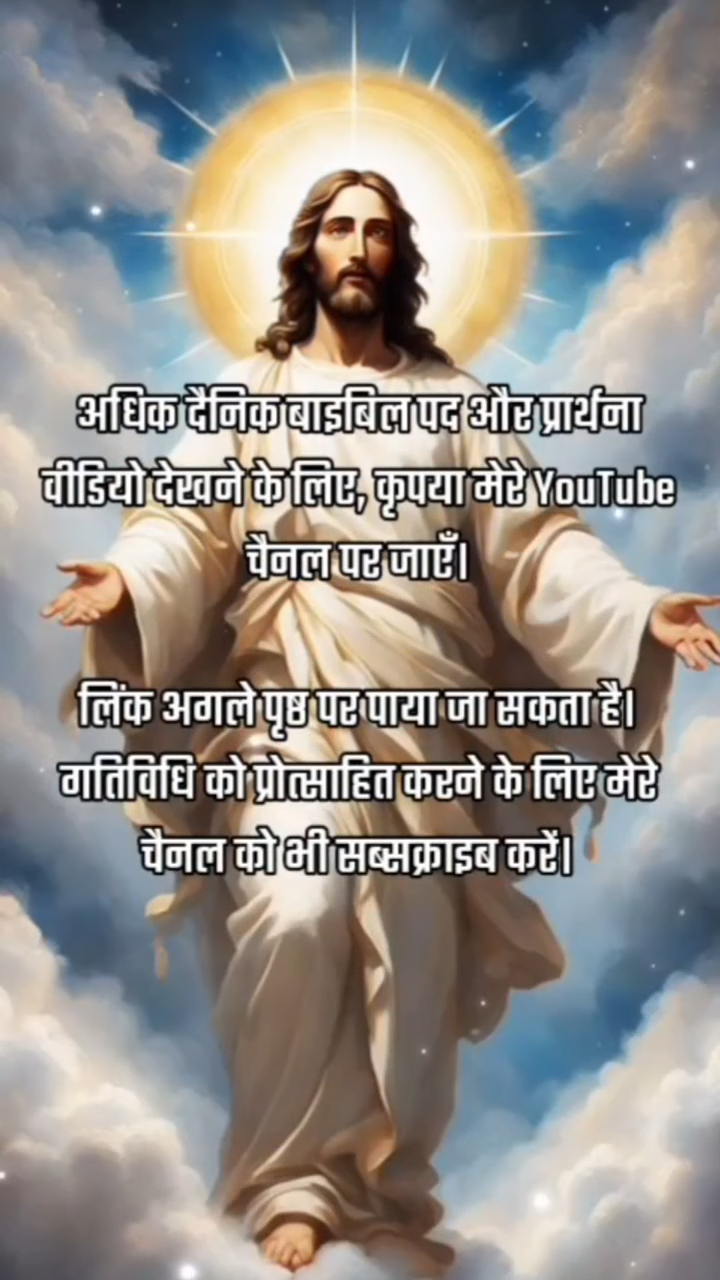 अधिक दैनिक बाइबिल पद और प्रार्थना
वीडियो देखने के लिए, कृपया मेरे YouTube
चैनल पर जाएँ।
लिंक अगले पृष्ठ पर पाया जा सकता है।
गतिविधि को प्रोत्साहित करने के लिए मेरे
चैनल को भी सब्सक्राइब करें।